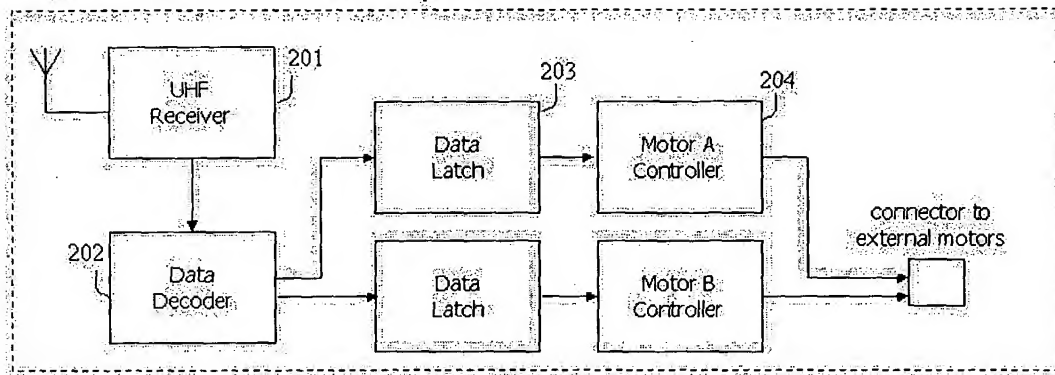 201
UHF
Receiver
203
204
Data
Latch
Motor A
Controller
connector to
external motors
202
Data
Decoder
Data
Latch
Motor B
Controller